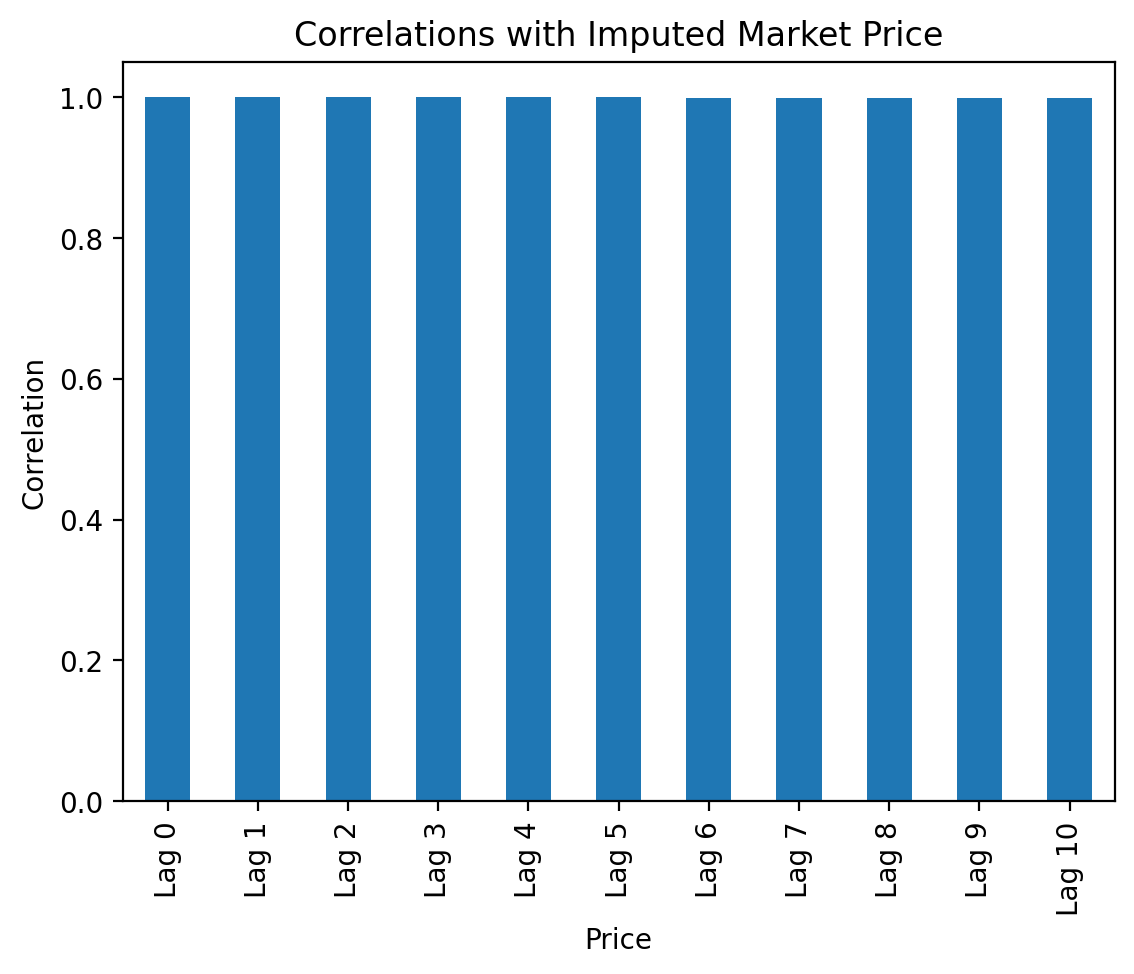 Correlations with Imputed Market Price
Correlation
1.0
0.8
0.6
0.4
0.2
0.0
Lag 0
Lag 1
Lag 2
Lag 3
Lag 4
Lag 5
Lag 6
Lag 7
Lag 8
Lag 9
Lag 10
Price